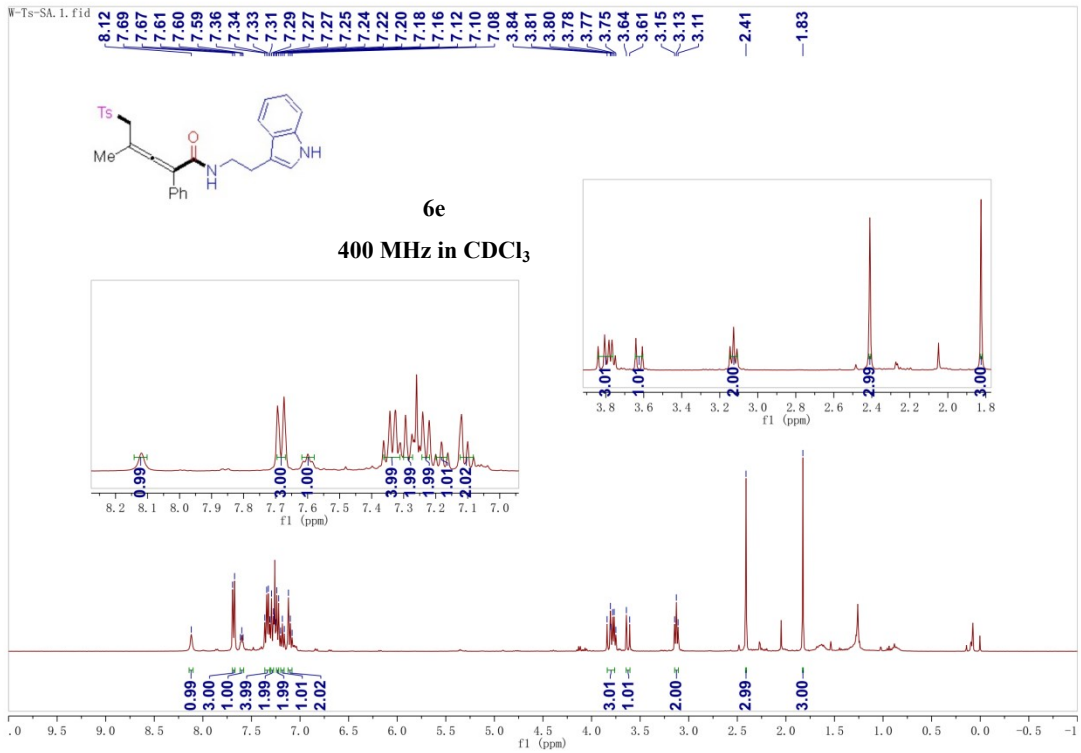 W-Ts-SA.1.fid
8.12 7.69 7.67 7.61 7.60 7.59 7.36 7.34 7.33 7.31 7.29 7.27 7.27 7.25 7.24 7.22 7.20 7.18 7.16 7.12 7.10 7.08 3.84 3.81 3.80 3.78 3.77 3.75 3.64 3.61 3.15 3.13 3.11 2.41 1.83
Ts
O
Me
N
H
NH
Ph
6e
400 MHz in CDCl₃
3.01 1.01 2.00 2.99 3.00
3.8 3.6 3.4 3.2 3.0 2.8 2.6 2.4 2.2 2.0 1.8
f1 (ppm)
0.99 3.00 1.00 3.99 1.99 1.99 1.01 2.02
8.2 8.1 8.0 7.9 7.8 7.7 7.6 7.5 7.4 7.3 7.2 7.1 7.0
f1 (ppm)
0.99 3.00 1.00 3.99 1.99 1.99 1.01 2.02 3.01 1.01 2.00 2.99 3.00
.0 9.5 9.0 8.5 8.0 7.5 7.0 6.5 6.0 5.5 5.0 4.5 4.0 3.5 3.0 2.5 2.0 1.5 1.0 0.5 0.0 -0.5 -1
f1 (ppm)